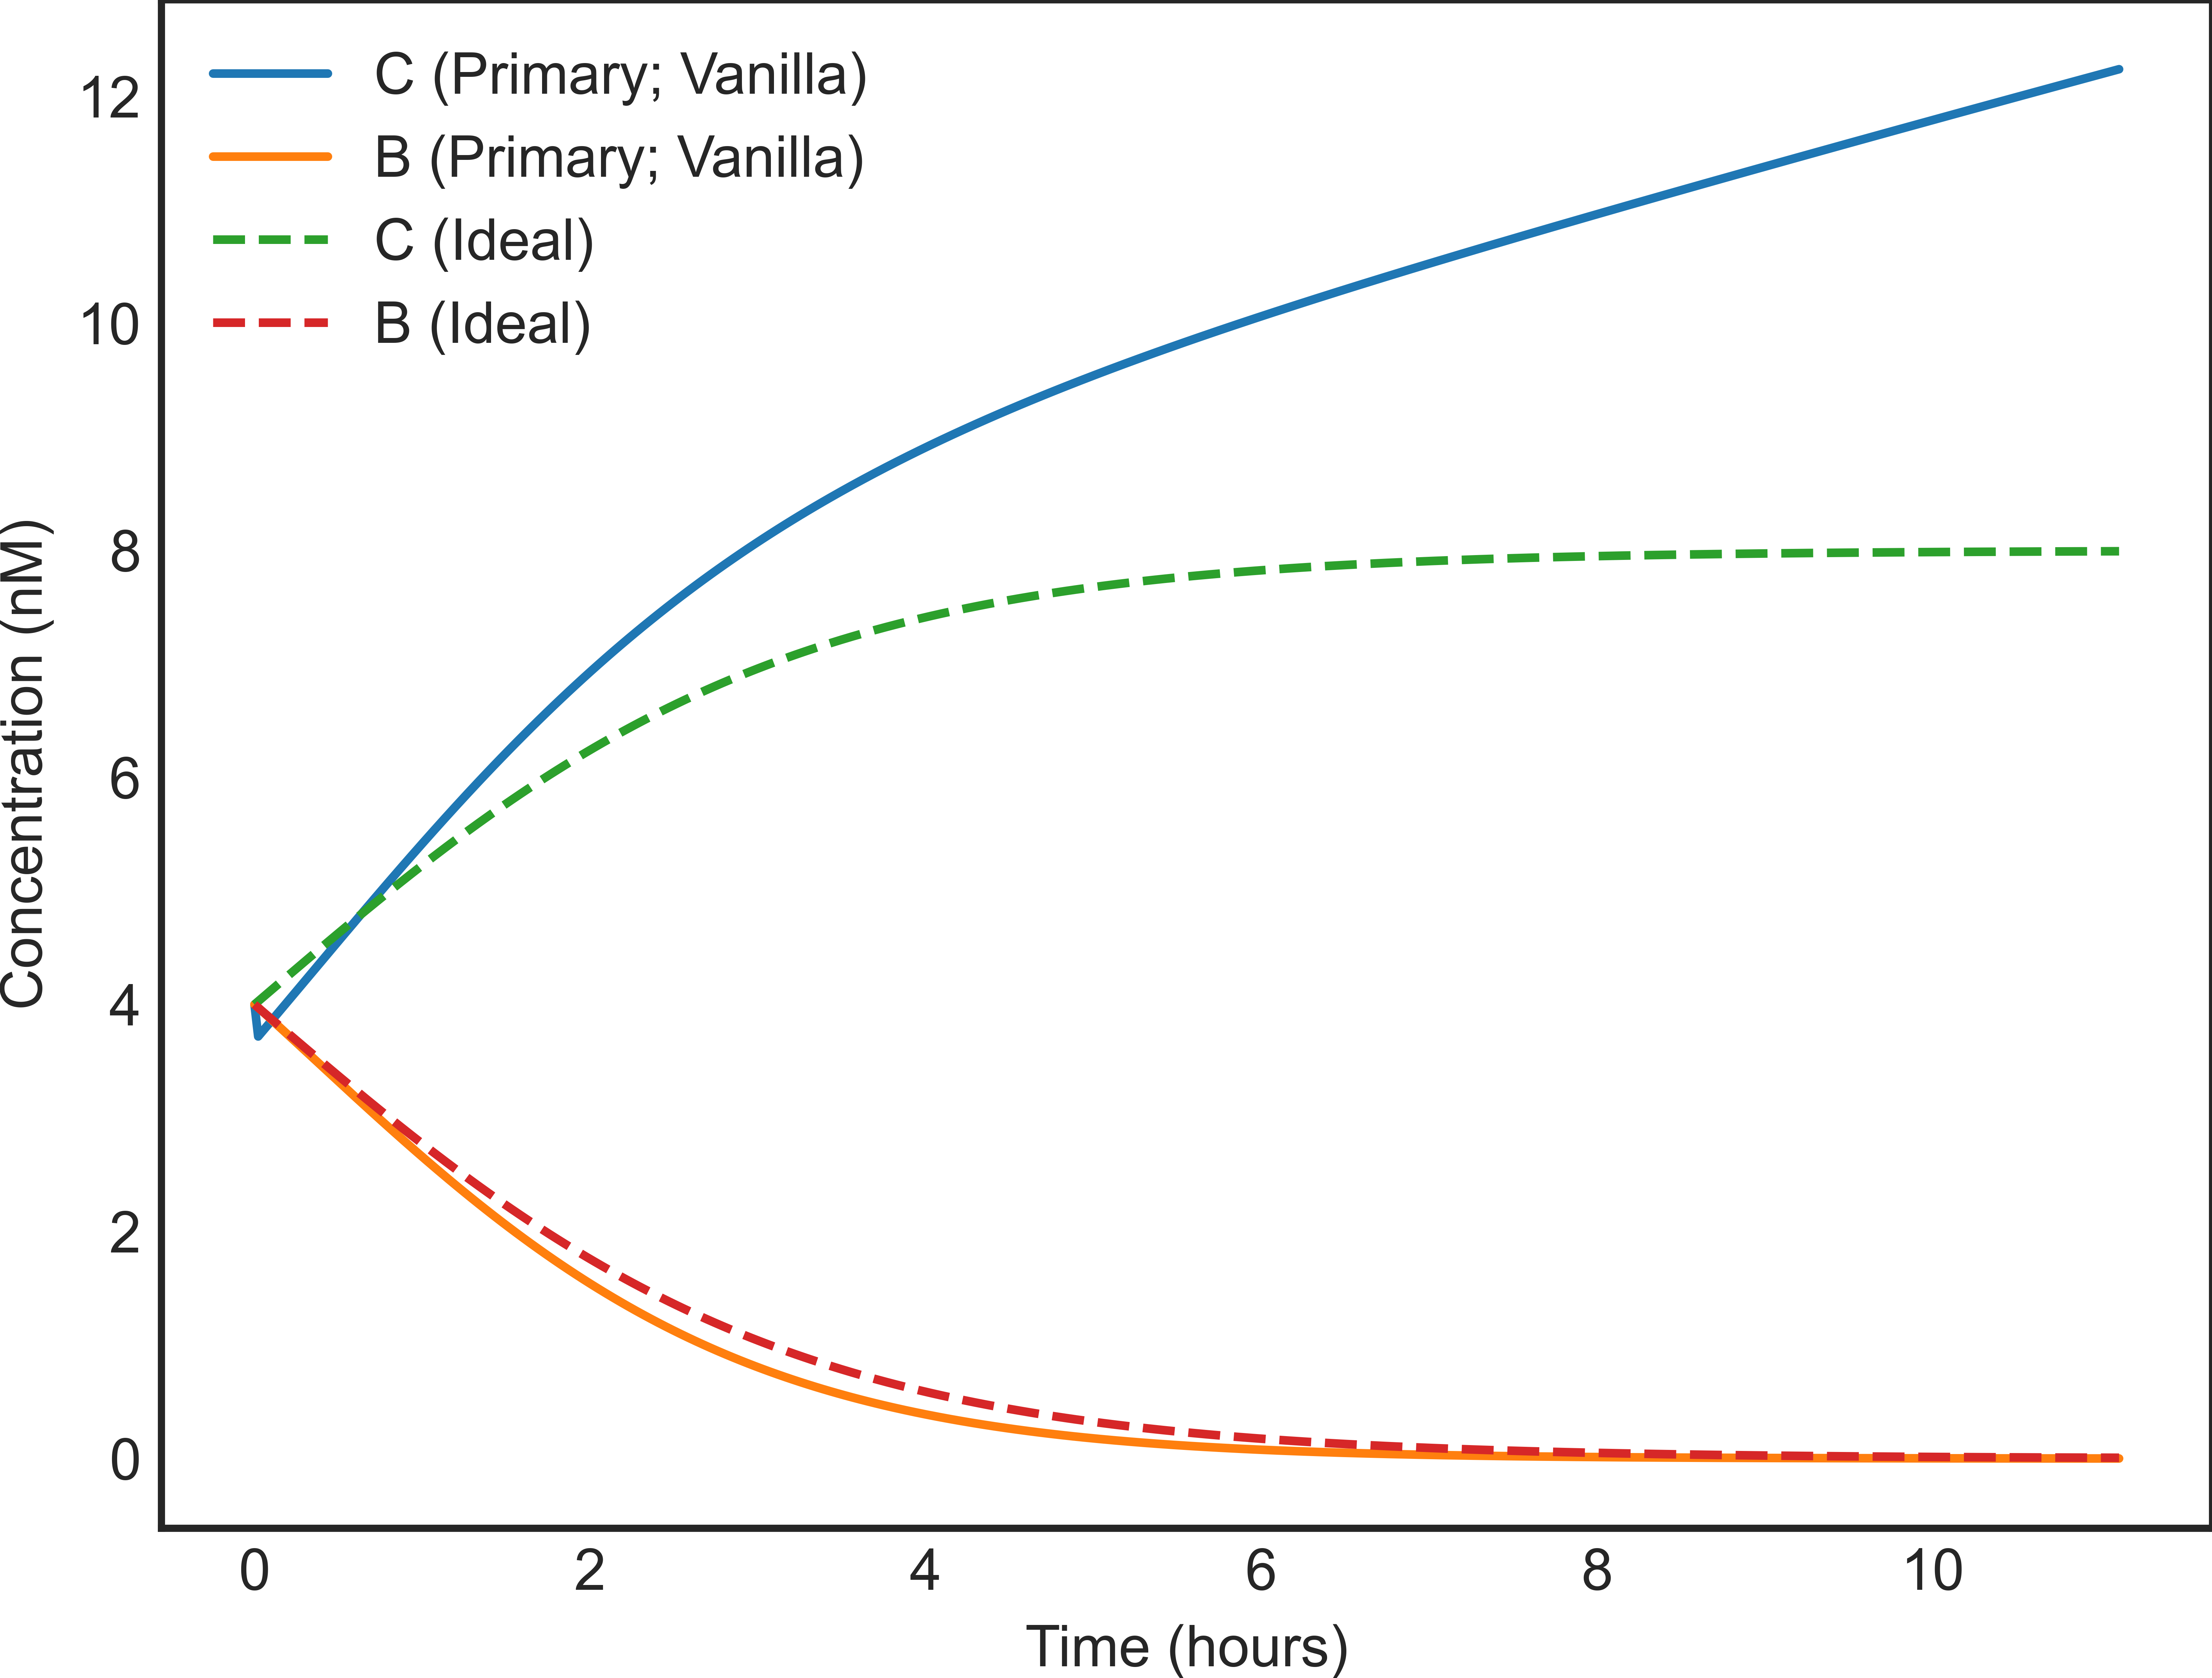 C (Primary; Vanilla)
B (Primary; Vanilla)
C (Ideal)
B (Ideal)
Concentration (nM)
12
10
8
6
4
2
0
0 2 4 6 8 10
Time (hours)